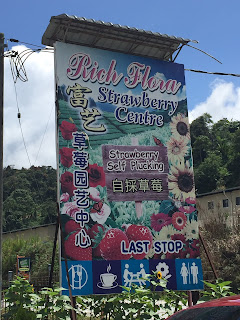 Rich Flora
Strawberry
Centre
富艺
草莓园艺中心
Strawberry
Self Plucking
自採草莓
LAST STOP